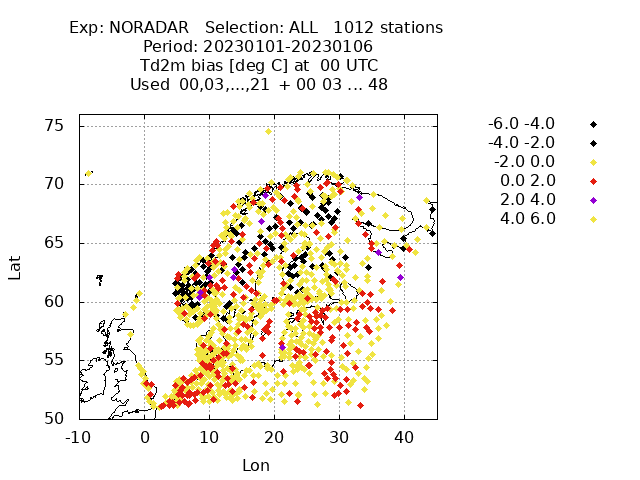 Exp: NORADAR Selection: ALL 1012 stations
Period: 20230101-20230106
Td2m bias [deg C] at 00 UTC
Used 00,03,...,21 + 00 03 ... 48
-6.0 -4.0
-4.0 -2.0
-2.0 0.0
0.0 2.0
2.0 4.0
4.0 6.0
75
70
65
60
55
50
Lat
-10 0 10 20 30 40
Lon